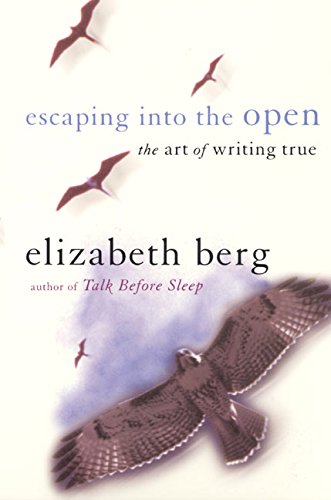 escaping into the open
the art of writing true
elizabeth berg
author of Talk Before Sleep